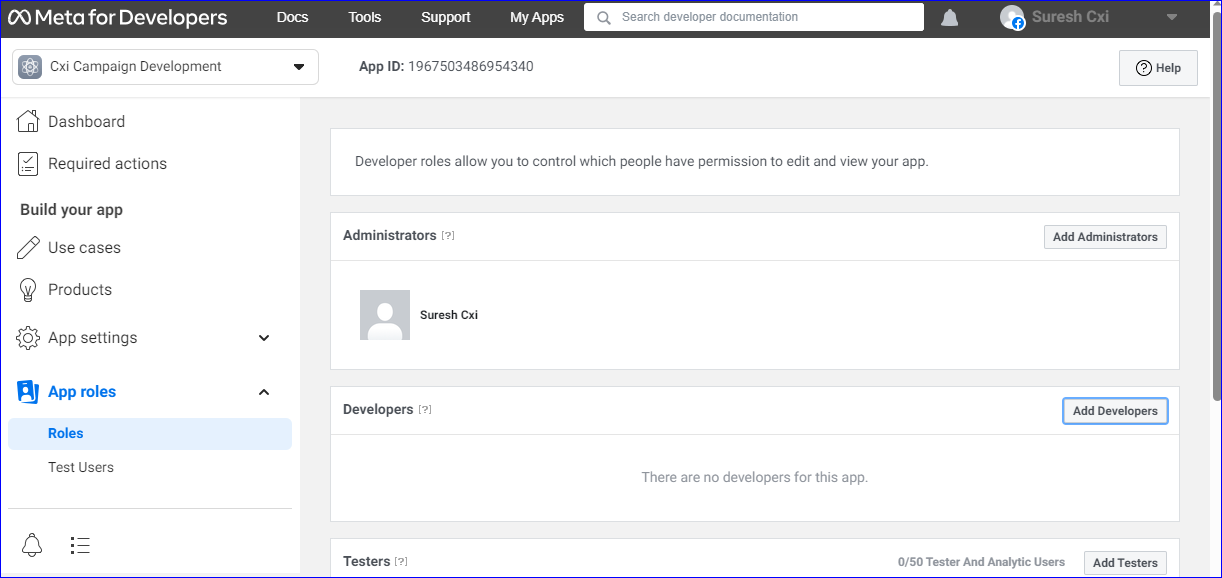 Meta for Developers Docs Tools Support My Apps Search developer documentation Suresh Cxi
Cxi Campaign Development App ID: 1967503486954340 Help
Dashboard
Required actions
Build your app
Use cases
Products
App settings
App roles
Roles
Test Users
Developer roles allow you to control which people have permission to edit and view your app.
Administrators [?] Add Administrators
Suresh Cxi
Developers [?] Add Developers
There are no developers for this app.
Testers [?] 0/50 Tester And Analytic Users Add Testers